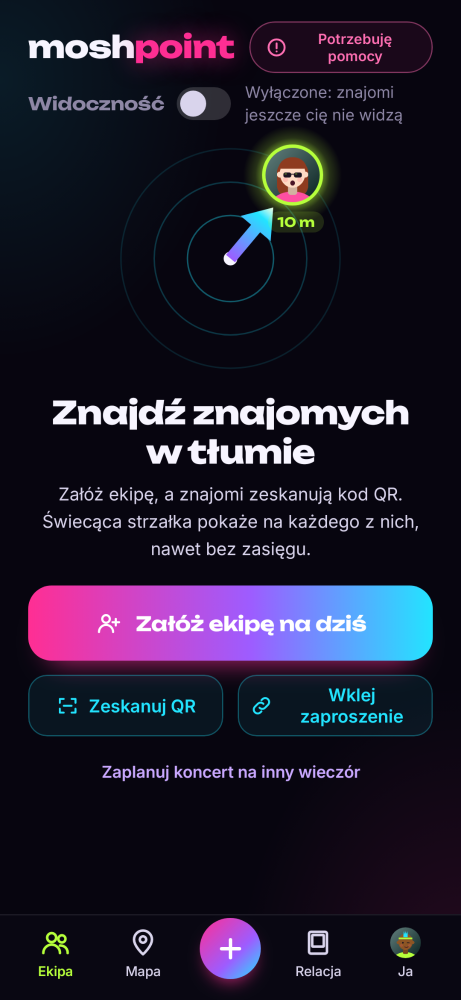 moshpoint
Potrzebuję
pomocy
Widoczność
Wyłączone: znajomi
jeszcze cię nie widzą
10 m
Znajdź znajomych
w tłumie
Załóż ekipę, a znajomi zeskanują kod QR.
Świecąca strzałka pokaże na każdego z nich,
nawet bez zasięgu.
Załóż ekipę na dziś
Zeskanuj QR
Wklej
zaproszenie
Zaplanuj koncert na inny wieczór
Ekipa
Mapa
Relacja
Ja